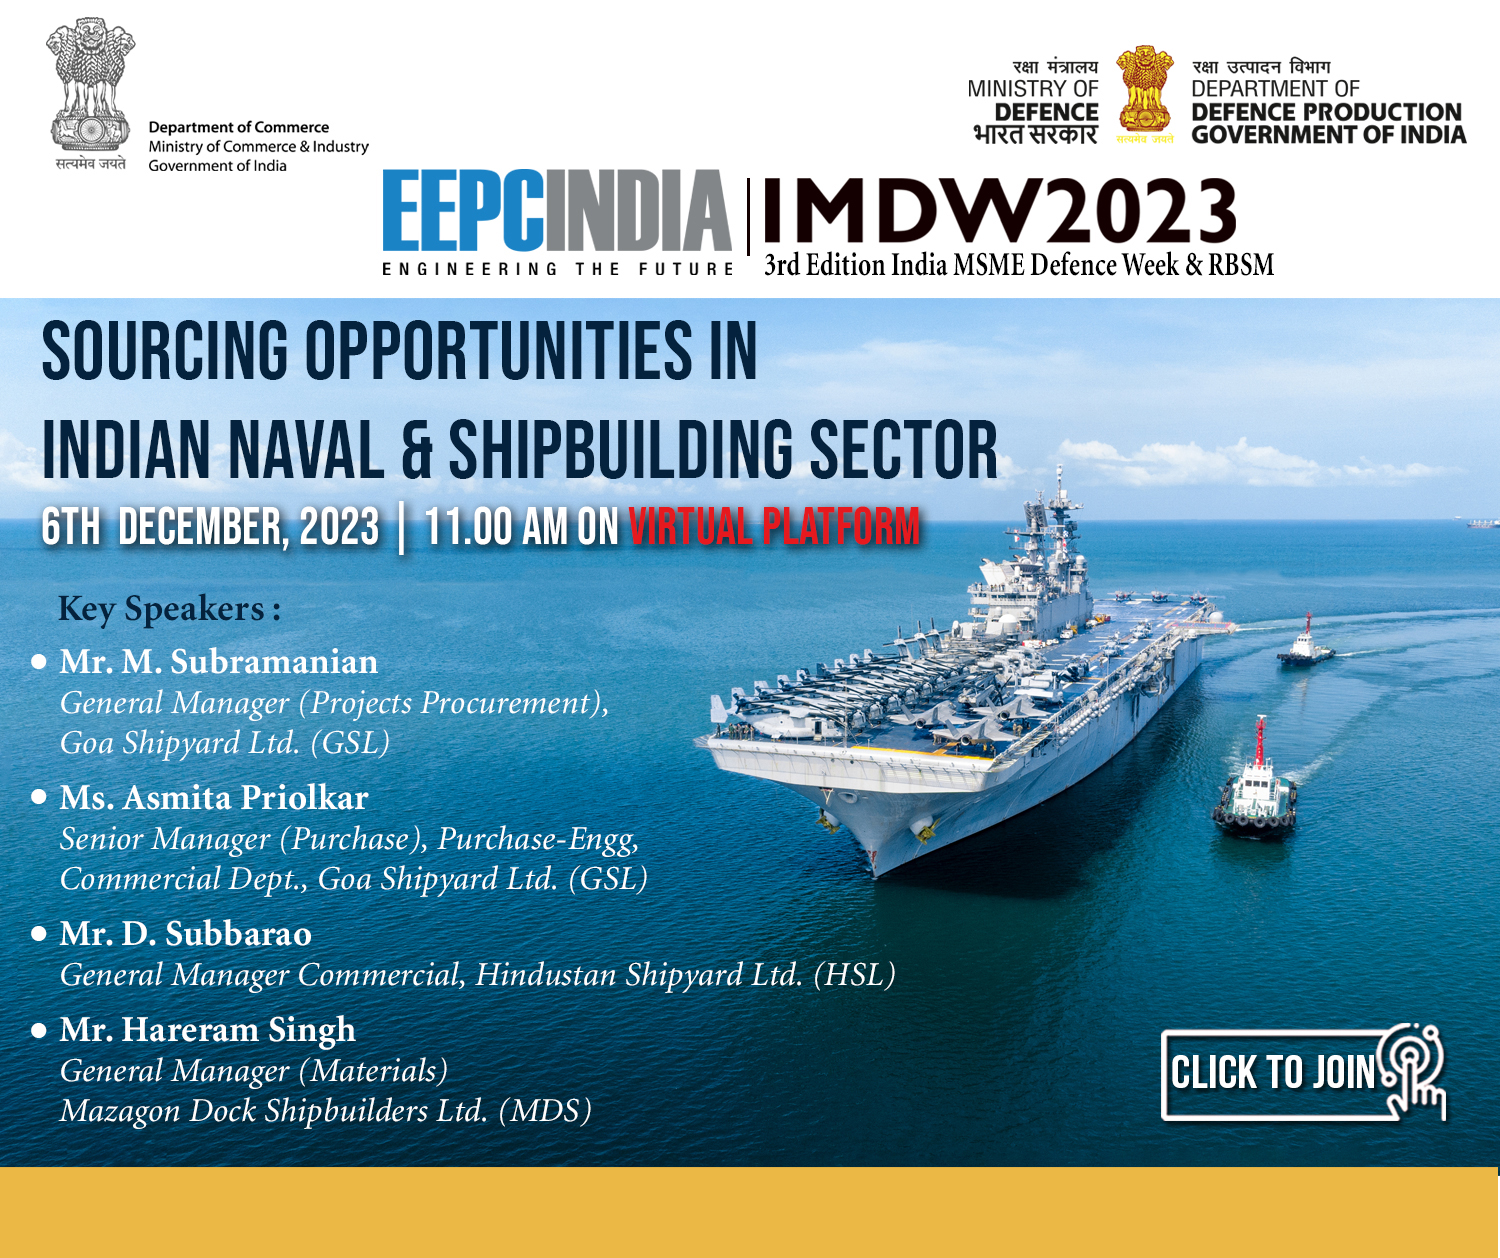 सत्यमेव जयते
Department of Commerce
Ministry of Commerce & Industry
Government of India
रक्षा मंत्रालय
MINISTRY OF
DEFENCE
भारत सरकार
सत्यमेव जयते
रक्षा उत्पादन विभाग
DEPARTMENT OF
DEFENCE PRODUCTION
GOVERNMENT OF INDIA
EEPCINDIA
ENGINEERING THE FUTURE
IMDW2023
3rd Edition India MSME Defence Week & RBSM
SOURCING OPPORTUNITIES IN
INDIAN NAVAL & SHIPBUILDING SECTOR
6TH DECEMBER, 2023 | 11.00 AM ON VIRTUAL PLATFORM
Key Speakers :
• Mr. M. Subramanian
General Manager (Projects Procurement),
Goa Shipyard Ltd. (GSL)
• Ms. Asmita Priolkar
Senior Manager (Purchase), Purchase-Engg,
Commercial Dept., Goa Shipyard Ltd. (GSL)
• Mr. D. Subbarao
General Manager Commercial, Hindustan Shipyard Ltd. (HSL)
• Mr. Hareram Singh
General Manager (Materials)
Mazagon Dock Shipbuilders Ltd. (MDS)
CLICK TO JOIN